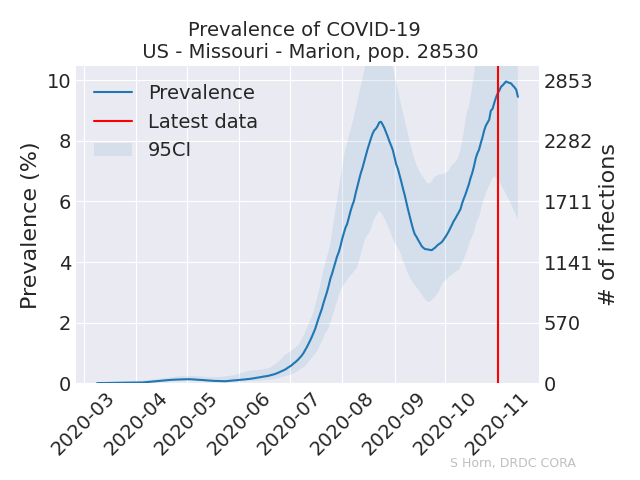 Prevalence of COVID-19
US - Missouri - Marion, pop. 28530
Prevalence
Latest data
95CI
Prevalence (%)
10
8
6
4
2
0
2853
2282
1711
1141
570
0
# of infections
2020-03
2020-04
2020-05
2020-06
2020-07
2020-08
2020-09
2020-10
2020-11
S Horn, DRDC CORA